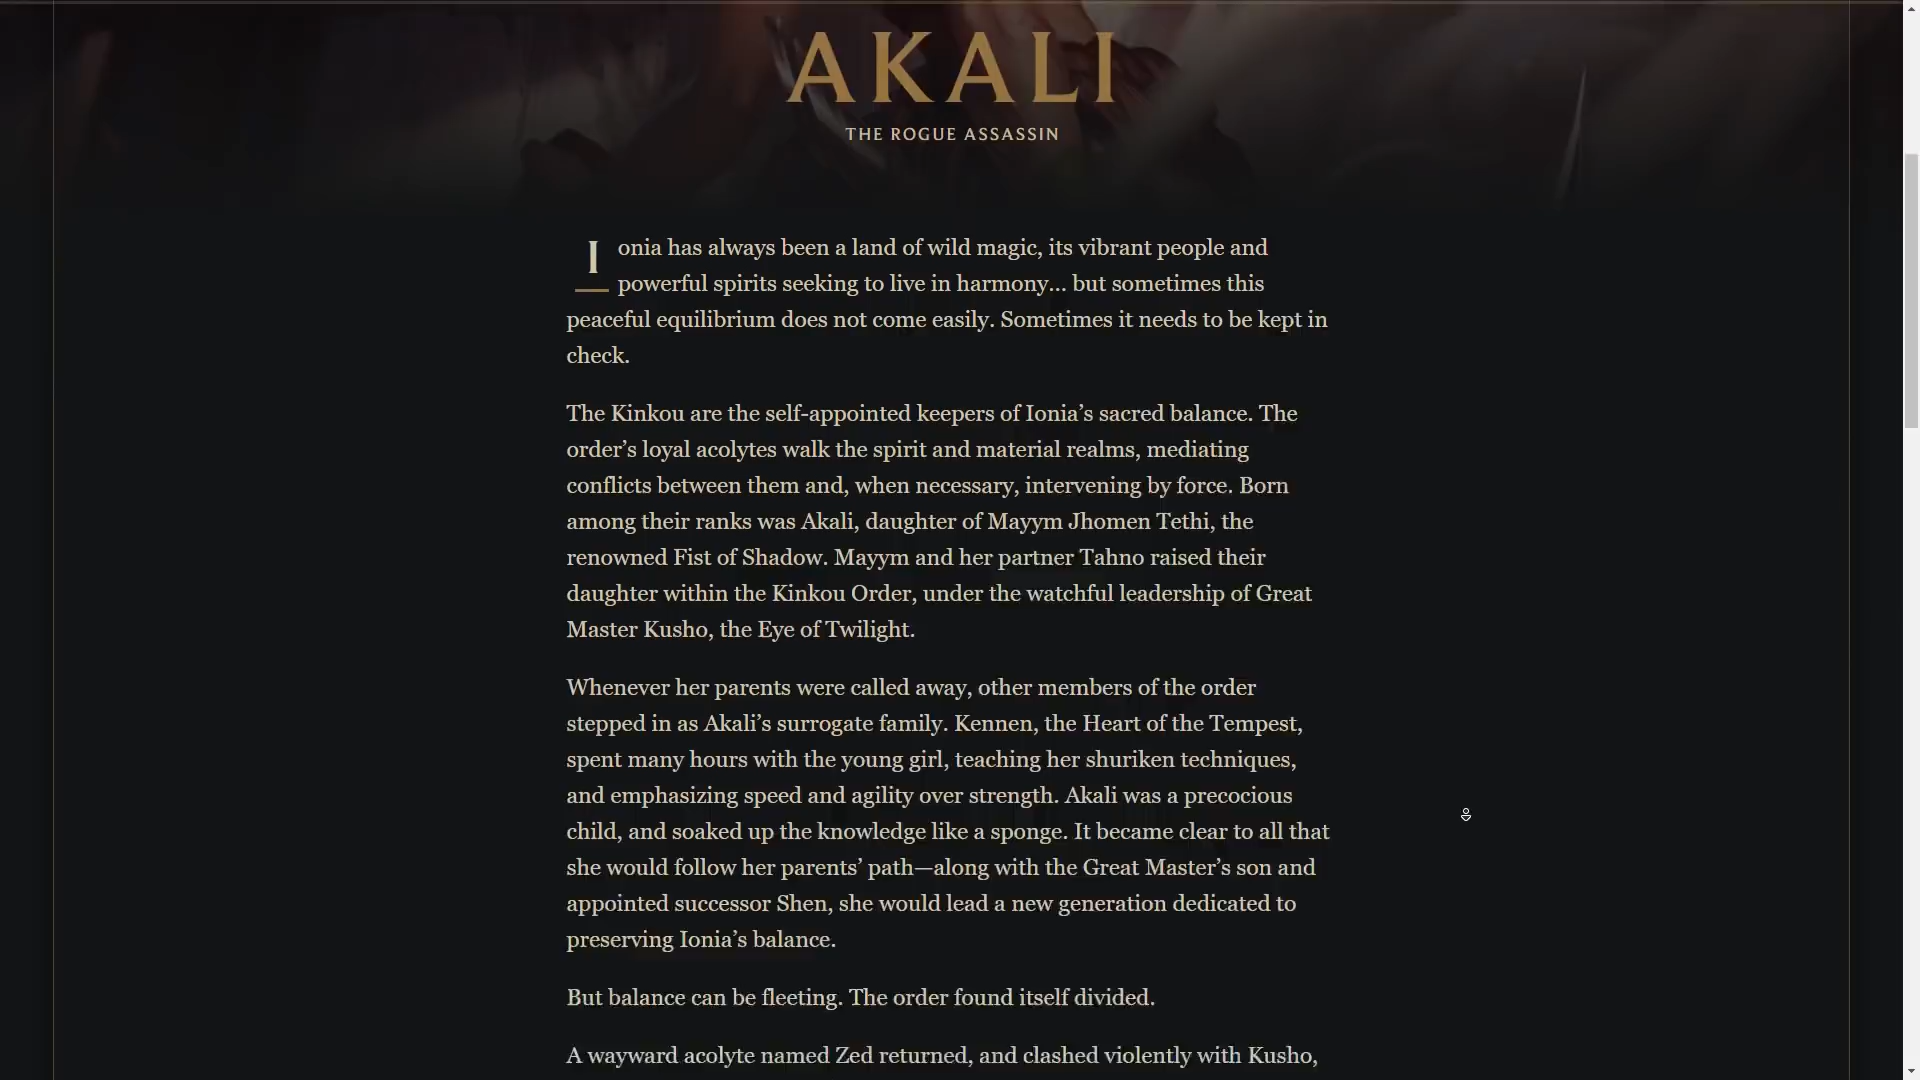 AKALI
THE ROGUE ASSASSIN
Ionia has always been a land of wild magic, its vibrant people and
powerful spirits seeking to live in harmony... but sometimes this
peaceful equilibrium does not come easily. Sometimes it needs to be kept in
check.
The Kinkou are the self-appointed keepers of Ionia’s sacred balance. The
order’s loyal acolytes walk the spirit and material realms, mediating
conflicts between them and, when necessary, intervening by force. Born
among their ranks was Akali, daughter of Mayym Jhomen Tethi, the
renowned Fist of Shadow. Mayym and her partner Tahno raised their
daughter within the Kinkou Order, under the watchful leadership of Great
Master Kusho, the Eye of Twilight.
Whenever her parents were called away, other members of the order
stepped in as Akali’s surrogate family. Kennen, the Heart of the Tempest,
spent many hours with the young girl, teaching her shuriken techniques,
and emphasizing speed and agility over strength. Akali was a precocious
child, and soaked up the knowledge like a sponge. It became clear to all that
she would follow her parents’ path—along with the Great Master’s son and
appointed successor Shen, she would lead a new generation dedicated to
preserving Ionia’s balance.
But balance can be fleeting. The order found itself divided.
A wayward acolyte named Zed returned, and clashed violently with Kusho,